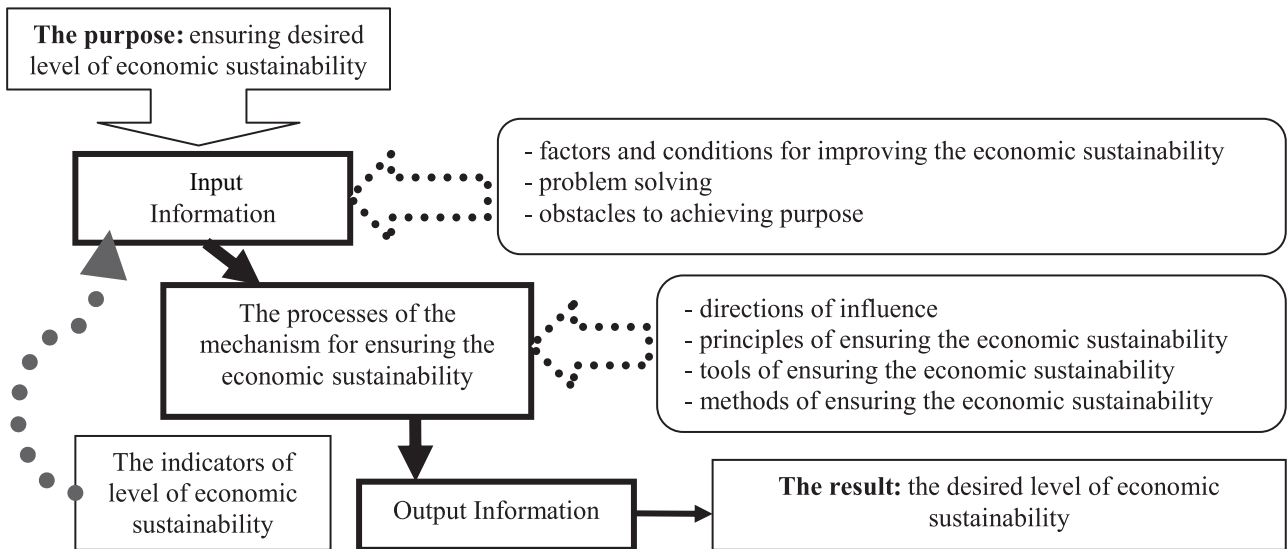 The purpose: ensuring desired
level of economic sustainability
Input
Information
- factors and conditions for improving the economic sustainability
- problem solving
- obstacles to achieving purpose
The processes of the
mechanism for ensuring the
economic sustainability
- directions of influence
- principles of ensuring the economic sustainability
- tools of ensuring the economic sustainability
- methods of ensuring the economic sustainability
The indicators of
level of economic
sustainability
Output Information
The result: the desired level of economic
sustainability